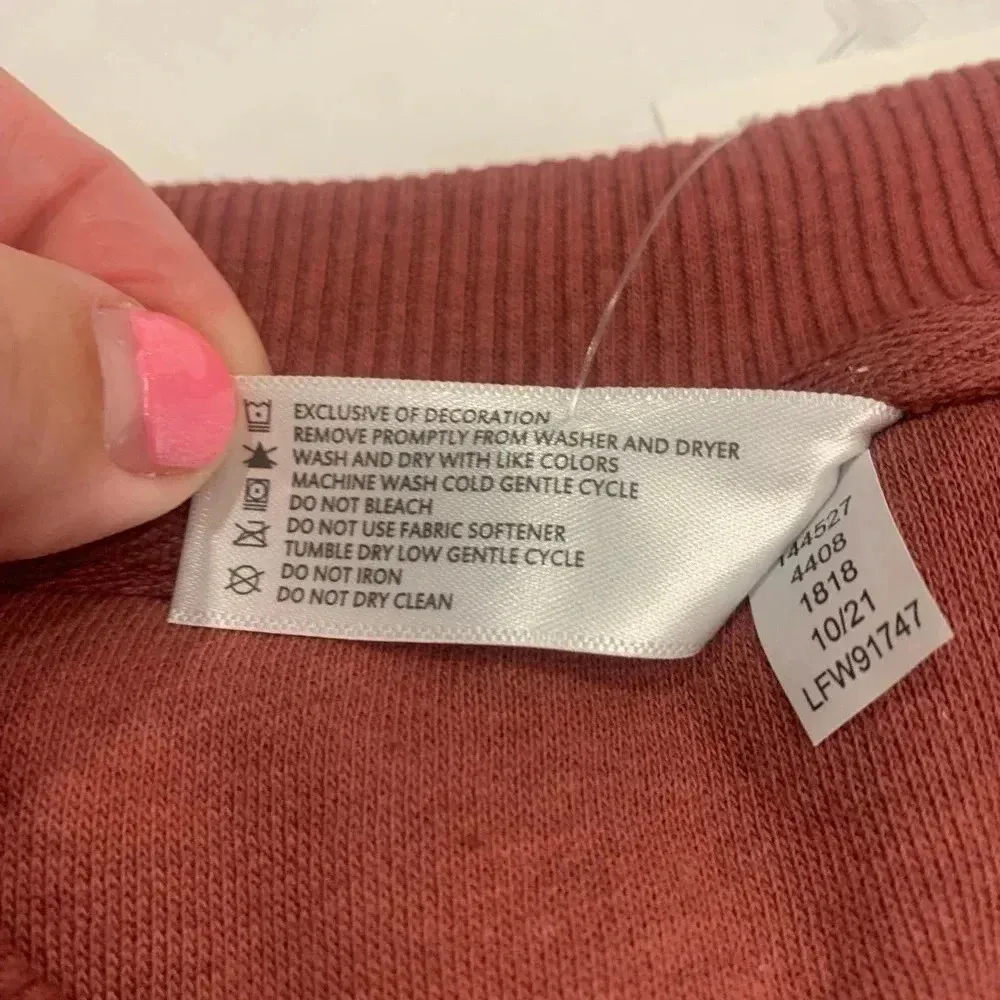 EXCLUSIVE OF DECORATION
REMOVE PROMPTLY FROM WASHER AND DRYER
WASH AND DRY WITH LIKE COLORS
MACHINE WASH COLD GENTLE CYCLE
DO NOT BLEACH
DO NOT USE FABRIC SOFTENER
TUMBLE DRY LOW GENTLE CYCLE
DO NOT IRON
DO NOT DRY CLEAN
4408
1818
10/21
LFW91747